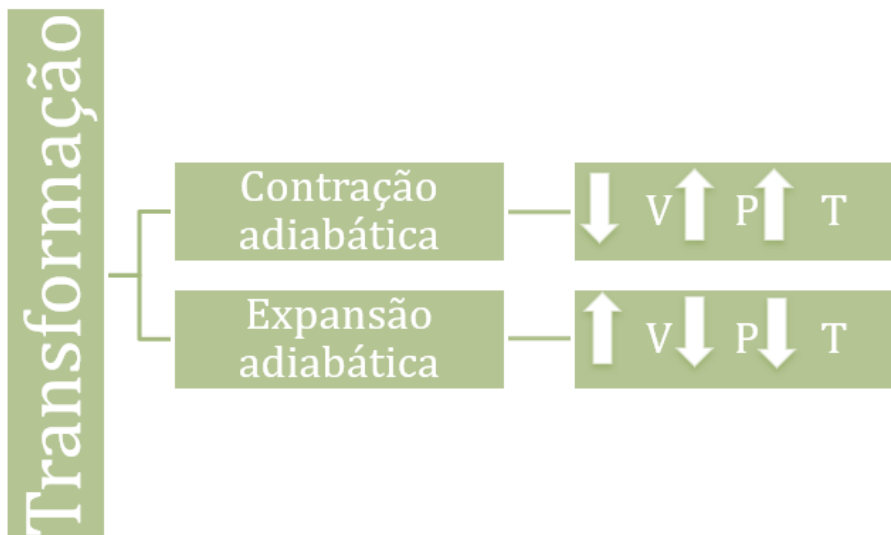 Transformação
Contração
adiabática
V P T
Expansão
adiabática
V P T